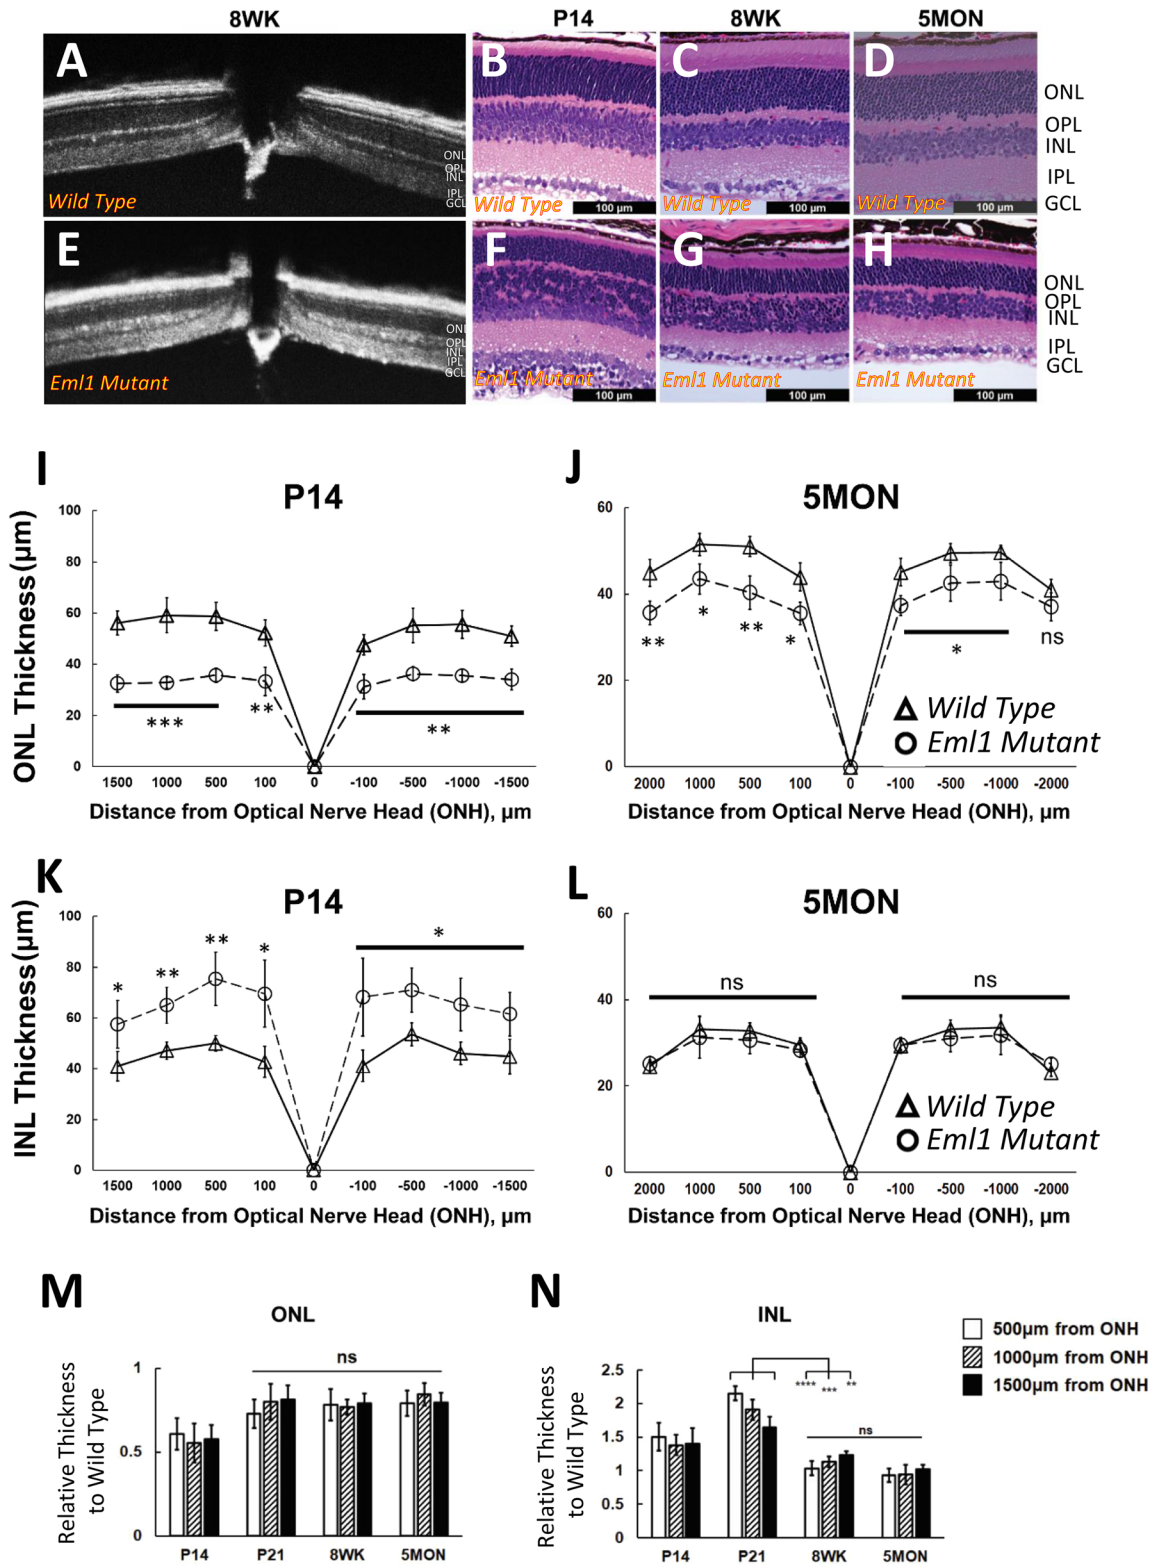 8WK P14 8WK 5MON
A B C D
ONL
OPL
INL
IPL
GCL
ONL
OPL
INL
IPL
GCL
Wild Type Wild Type Wild Type Wild Type
100 µm 100 µm 100 µm
E F G H
ONL
OPL
INL
IPL
GCL
ONL
OPL
INL
IPL
GCL
Eml1 Mutant Eml1 Mutant Eml1 Mutant Eml1 Mutant
100 µm 100 µm 100 µm
I
P14
ONL Thickness(µm)
100
80
60
40
20
0
*** ** **
1500 1000 500 100 0 -100 -500 -1000 -1500
Distance from Optical Nerve Head (ONH), µm
J
5MON
60
40
20
0
** * ** * * ns
Wild Type
Eml1 Mutant
2000 1000 500 100 0 -100 -500 -1000 -2000
Distance from Optical Nerve Head (ONH), µm
K
P14
INL Thickness(µm)
100
80
60
40
20
0
* ** ** * *
1500 1000 500 100 0 -100 -500 -1000 -1500
Distance from Optical Nerve Head (ONH), µm
L
5MON
60
40
20
0
ns ns
Wild Type
Eml1 Mutant
2000 1000 500 100 0 -100 -500 -1000 -2000
Distance from Optical Nerve Head (ONH), µm
M
ONL
Relative Thickness
to Wild Type
1
0.5
0
ns
P14 P21 8WK 5MON
N
INL
Relative Thickness
to Wild Type
2.5
2
1.5
1
0.5
0
**** *** **
ns
P14 P21 8WK 5MON
500µm from ONH
1000µm from ONH
1500µm from ONH